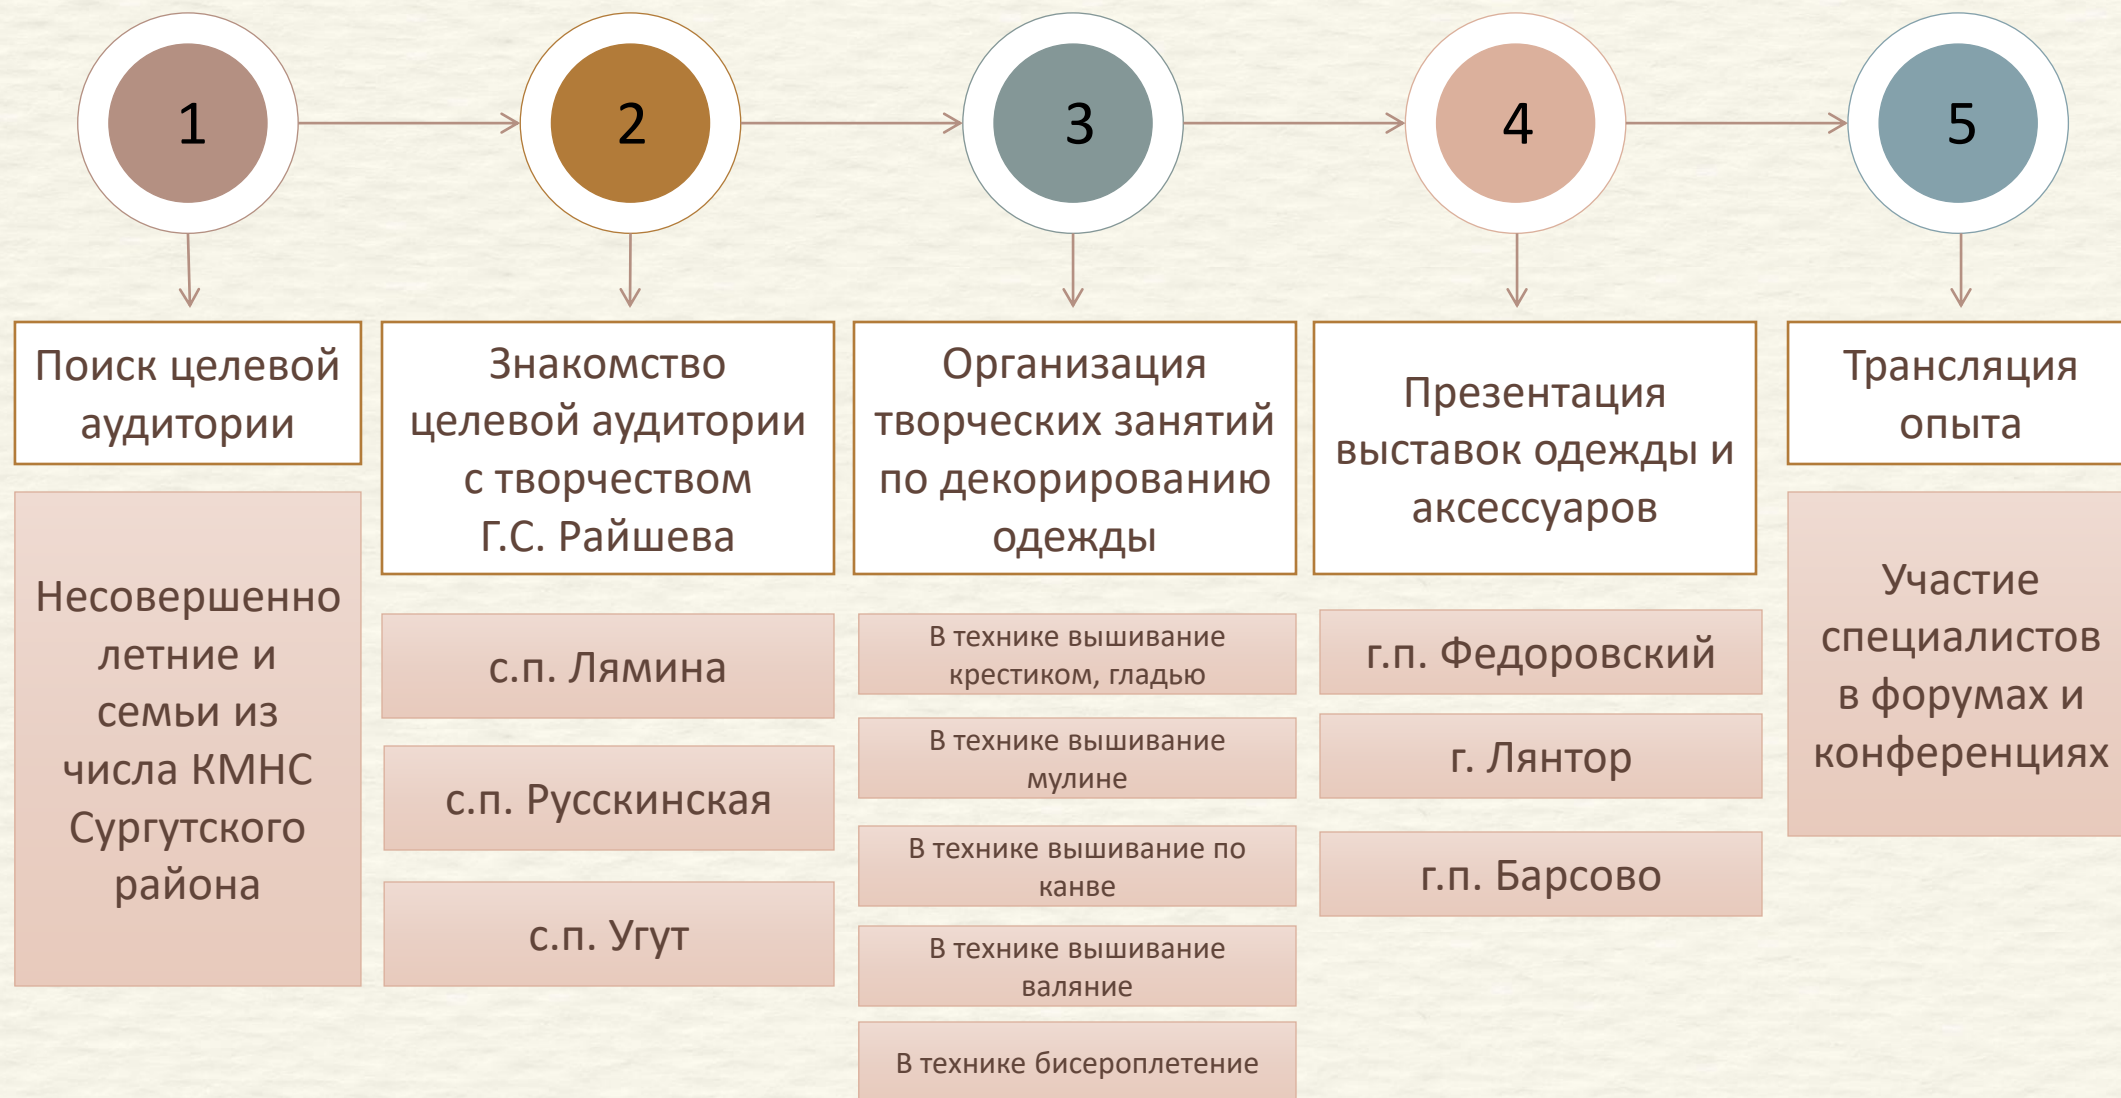 1
2
3
4
5
Поиск целевой
аудитории
Несовершенно
летние и
семьи из
числа КМНС
Сургутского
района
Знакомство
целевой аудитории
с творчеством
Г.С. Райшева
с.п. Лямина
с.п. Русскинская
с.п. Угут
Организация
творческих занятий
по декорированию
одежды
В технике вышивание
крестиком, гладью
В технике вышивание
мулине
В технике вышивание по
канве
В технике вышивание
валяние
В технике бисероплетение
Презентация
выставок одежды и
аксессуаров
г.п. Федоровский
г. Лянтор
г.п. Барсово
Трансляция
опыта
Участие
специалистов
в форумах и
конференциях